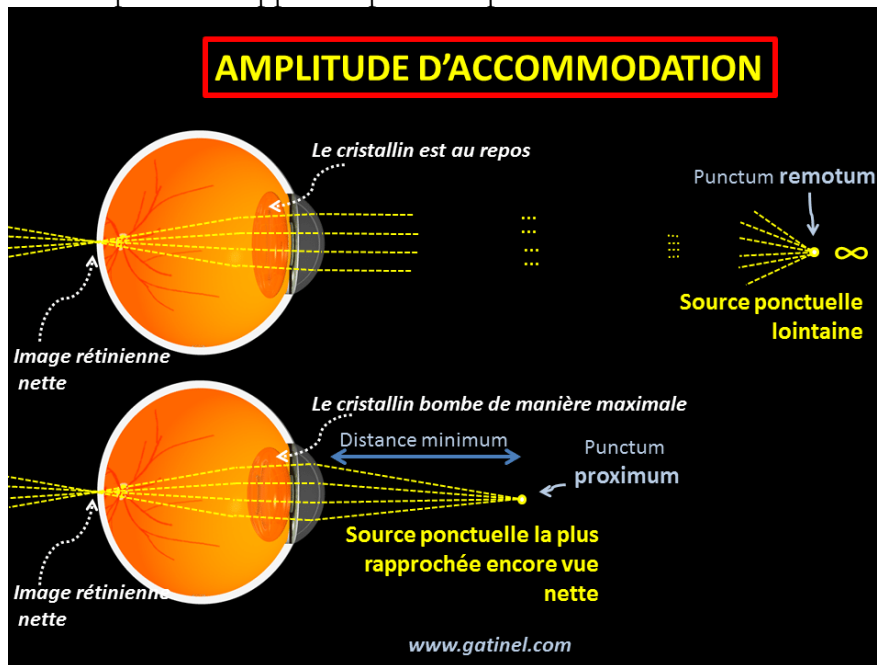 AMPLITUDE D'ACCOMMODATION
Le cristallin est au repos
Punctum remotum
∞
Source ponctuelle
lointaine
Image rétinienne
nette
Le cristallin bombe de manière maximale
Distance minimum
Punctum
proximum
Source ponctuelle la plus
rapprochée encore vue
nette
Image rétinienne
nette
www.gatinel.com